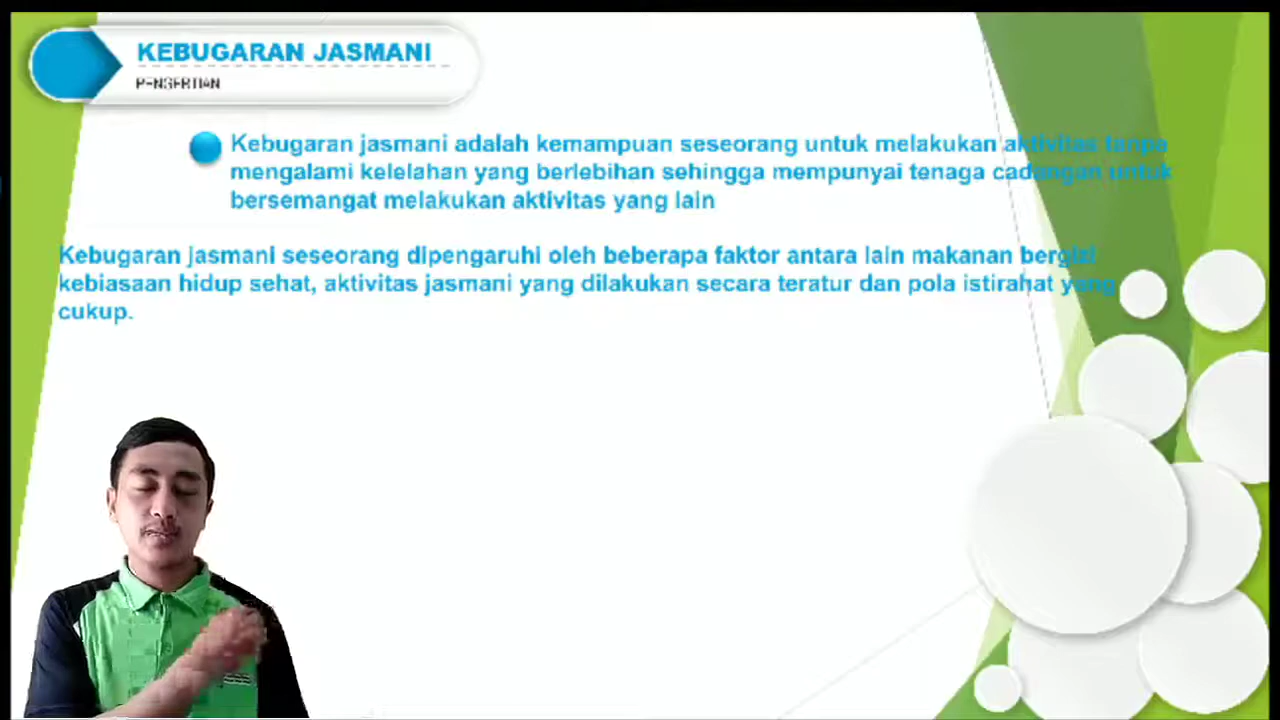 KEBUGARAN JASMANI
PENGERTIAN
Kebugaran jasmani adalah kemampuan seseorang untuk melakukan aktivitas tanpa
mengalami kelelahan yang berlebihan sehingga mempunyai tenaga cadangan untuk
bersemangat melakukan aktivitas yang lain
Kebugaran jasmani seseorang dipengaruhi oleh beberapa faktor antara lain makanan bergizi
kebiasaan hidup sehat, aktivitas jasmani yang dilakukan secara teratur dan pola istirahat yang
cukup.